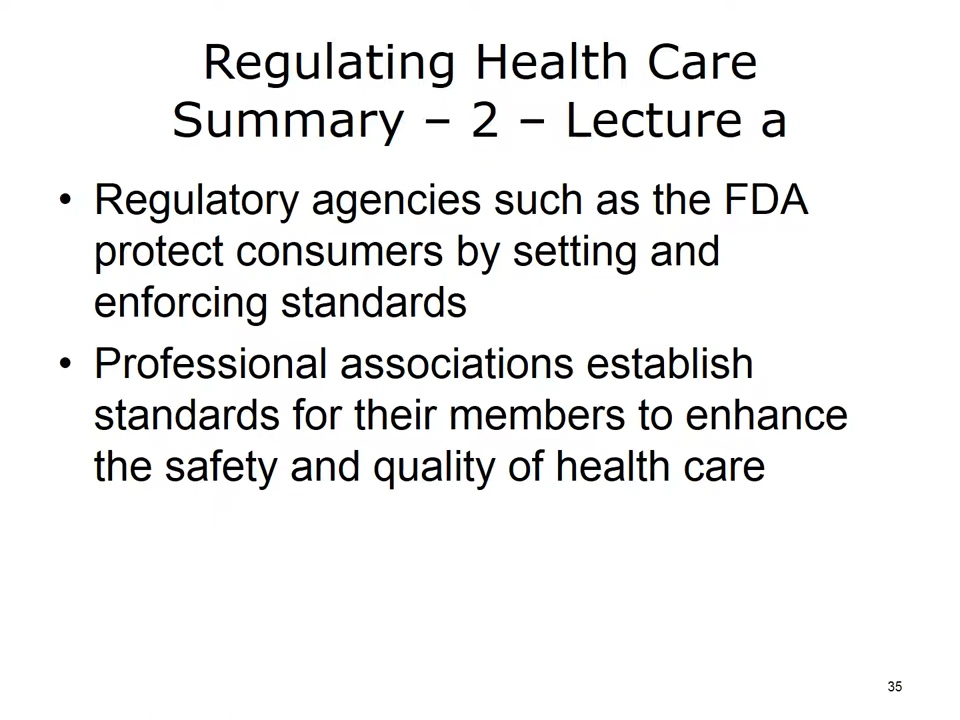 Regulating Health Care
Summary – 2 – Lecture a
• Regulatory agencies such as the FDA
protect consumers by setting and
enforcing standards
• Professional associations establish
standards for their members to enhance
the safety and quality of health care
35